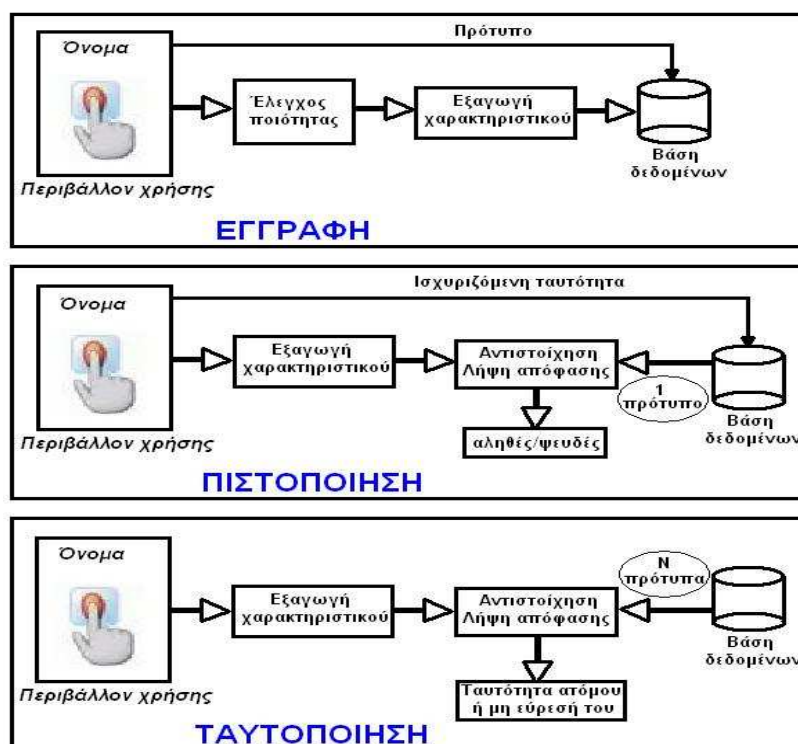 Όνομα
Πρότυπο
Έλεγχος
ποιότητας
Εξαγωγή
χαρακτηριστικού
Βάση
δεδομένων
Περιβάλλον χρήσης
ΕΓΓΡΑΦΗ
Όνομα
Ισχυριζόμενη ταυτότητα
Εξαγωγή
χαρακτηριστικού
Αντιστοίχηση
Λήψη απόφασης
1
πρότυπο
Βάση
δεδομένων
αληθές/ψευδές
Περιβάλλον χρήσης
ΠΙΣΤΟΠΟΙΗΣΗ
Όνομα
Εξαγωγή
χαρακτηριστικού
Αντιστοίχηση
Λήψη απόφασης
Ν
πρότυπα
Βάση
δεδομένων
Ταυτότητα ατόμου
ή μη εύρεσή του
Περιβάλλον χρήσης
ΤΑΥΤΟΠΟΙΗΣΗ